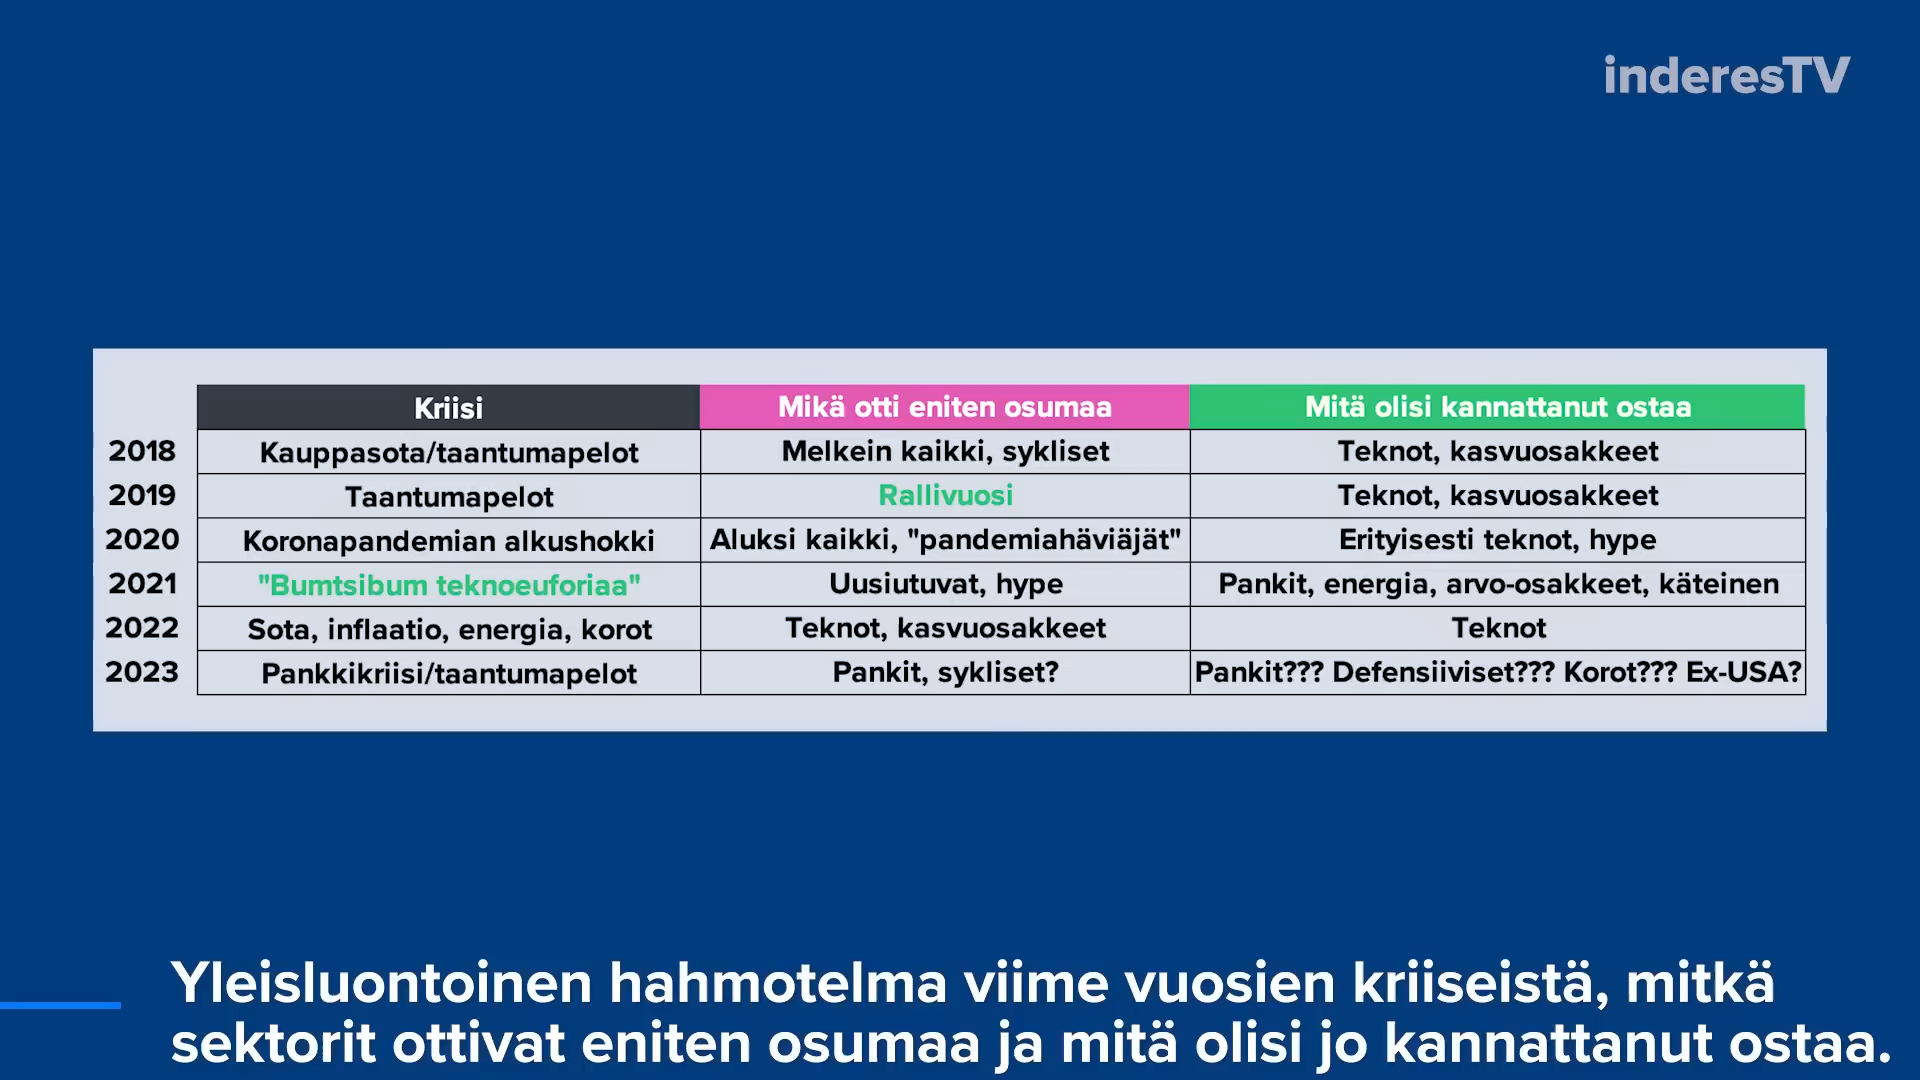 inderesTV
Kriisi Mikä otti eniten osumaa Mitä olisi kannattanut ostaa
2018 Kauppasota/taantumapelot Melkein kaikki, sykliset Teknot, kasvuosakkeet
2019 Taantumapelot Rallivuosi Teknot, kasvuosakkeet
2020 Koronapandemian alkushokki Aluksi kaikki, "pandemiahäviäjät" Erityisesti teknot, hype
2021 "Bumtsibum teknoeuforiaa" Uusiutuvat, hype Pankit, energia, arvo-osakkeet, käteinen
2022 Sota, inflaatio, energia, korot Teknot, kasvuosakkeet Teknot
2023 Pankkikriisi/taantumapelot Pankit, sykliset? Pankit??? Defensiiviset??? Korot??? Ex-USA?
Yleisluontoinen hahmotelma viime vuosien kriiseistä, mitkä
sektorit ottivat eniten osumaa ja mitä olisi jo kannattanut ostaa.